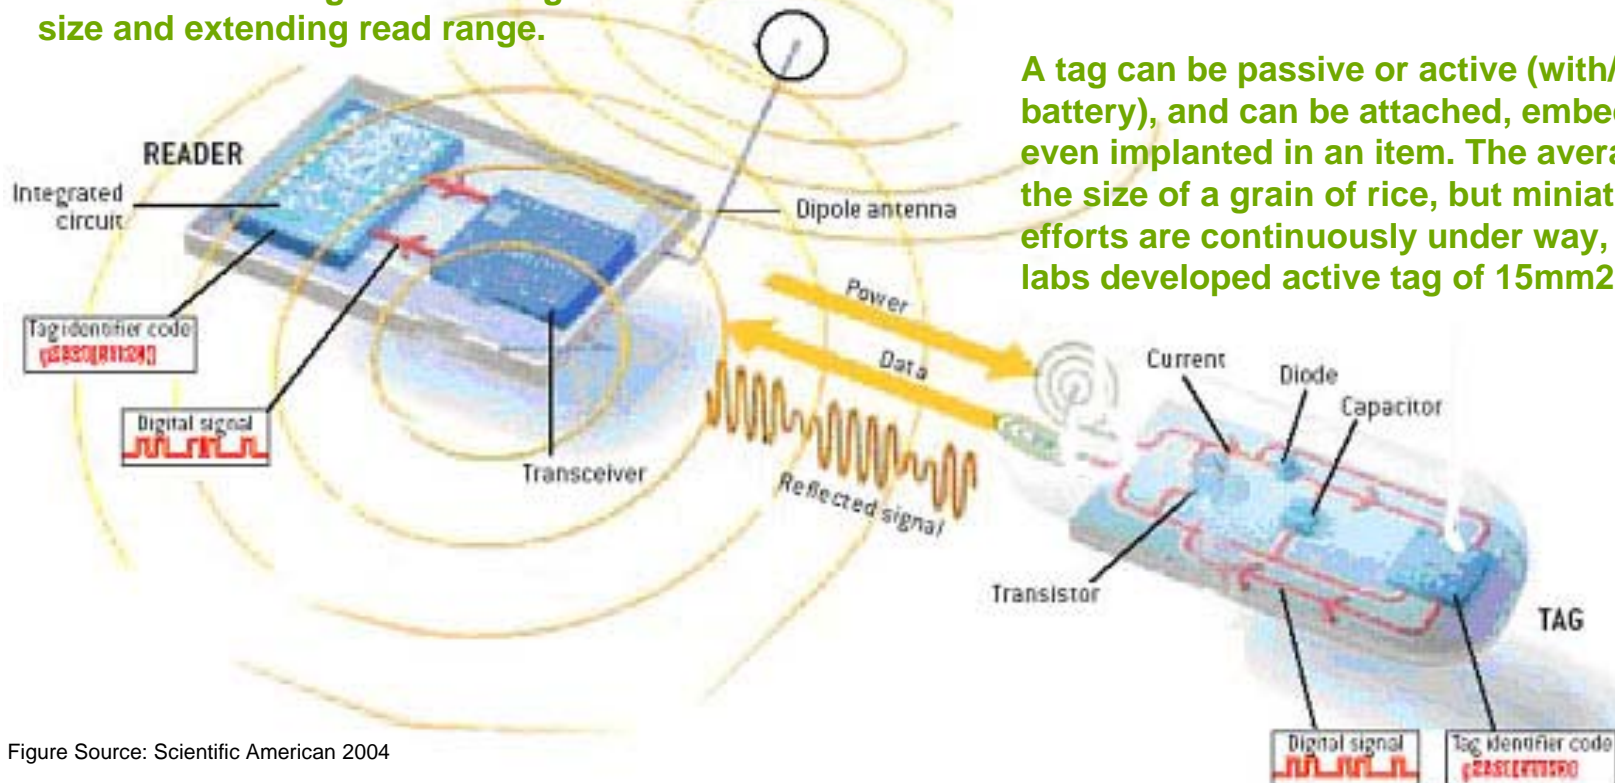 size and extending read range.
A tag can be passive or active (with/
battery), and can be attached,
even implanted in an item. The
the size of a grain of rice, but
efforts are continuously under way,
labs developed active tag of 15mm2
READER
Integrated
circuit
Dipole antenna
Tag identifier code
Digital signal
Transceiver
Power
Data
Reflected signal
Current
Diode
Capacitor
Transistor
TAG
Digital signal
Tag identifier code
Figure Source: Scientific American 2004